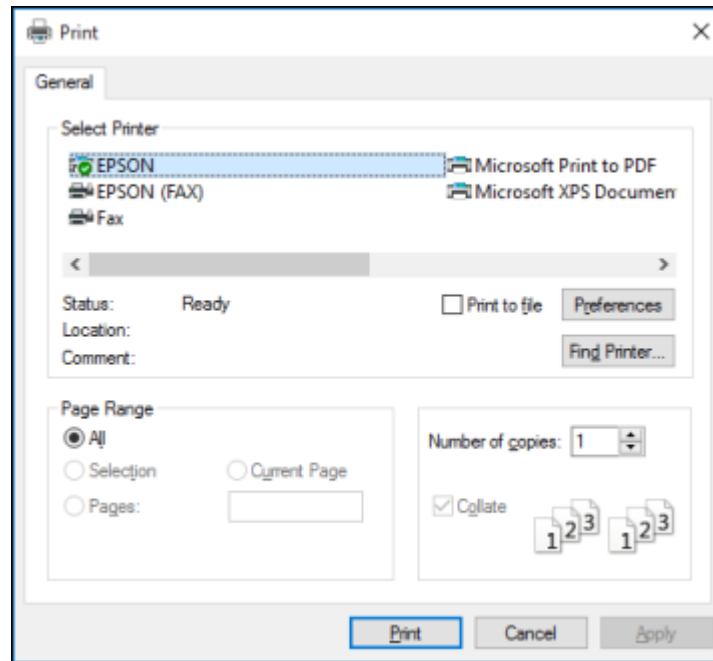 Print
General
Select Printer
EPSON Microsoft Print to PDF
EPSON (FAX) Microsoft XPS Documen
Fax
Status: Ready Print to file Preferences
Location:
Comment: Find Printer...
Page Range
All Number of copies: 1
Selection Current Page
Pages: Collate
1 2 3 1 2 3
Print Cancel Apply